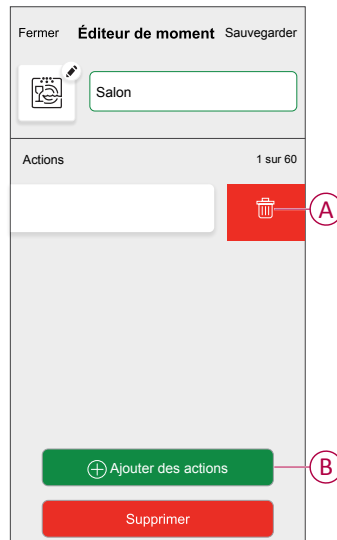 Fermer Éditeur de moment Sauvegarder
Salon
Actions 1 sur 60
A
Ajouter des actions B
Supprimer